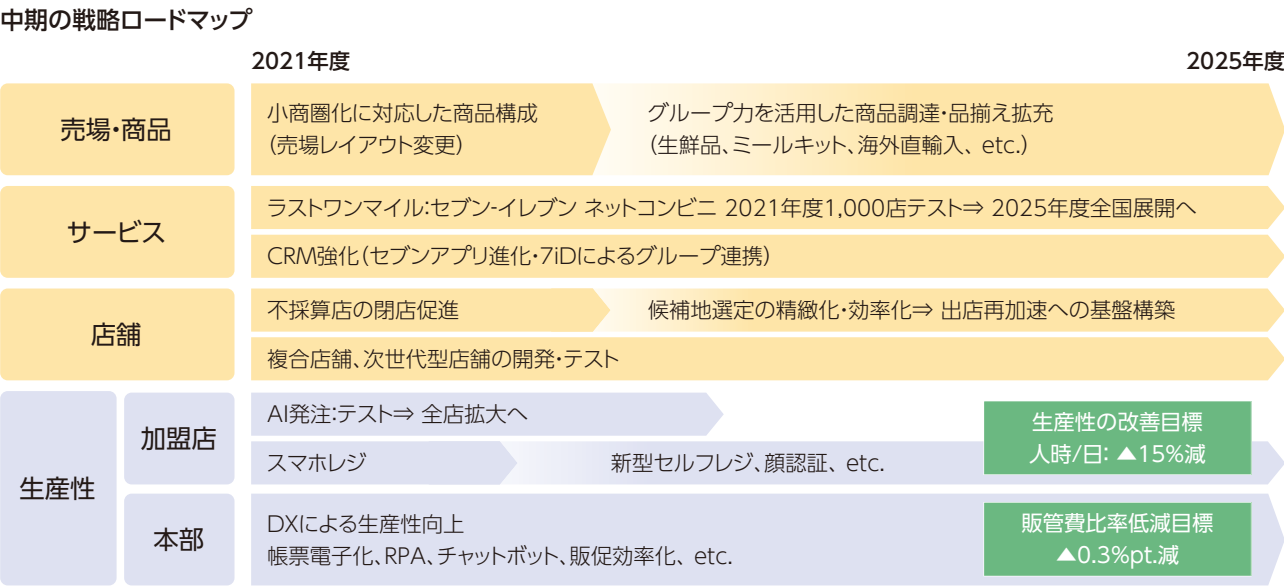 中期の戦略ロードマップ
2021年度
2025年度
売場・商品
小商圏化に対応した商品構成
（売場レイアウト変更）
グループ力を活用した商品調達・品揃え拡充
（生鮮品、ミールキット、海外直輸入、etc.）
サービス
ラストワンマイル：セブン-イレブン ネットコンビニ 2021年度1,000店テスト⇒ 2025年度全国展開へ
CRM強化（セブンアプリ進化・7iDによるグループ連携）
店舗
不採算店の閉店促進
候補地選定の精緻化・効率化⇒ 出店再加速への基盤構築
複合店舗、次世代型店舗の開発・テスト
生産性
加盟店
AI発注：テスト⇒ 全店拡大へ
スマホレジ
新型セルフレジ、顔認証、etc.
生産性の改善目標
人時/日： ▲15%減
本部
DXによる生産性向上
帳票電子化、RPA、チャットボット、販促効率化、etc.
販管費比率低減目標
▲0.3%pt.減